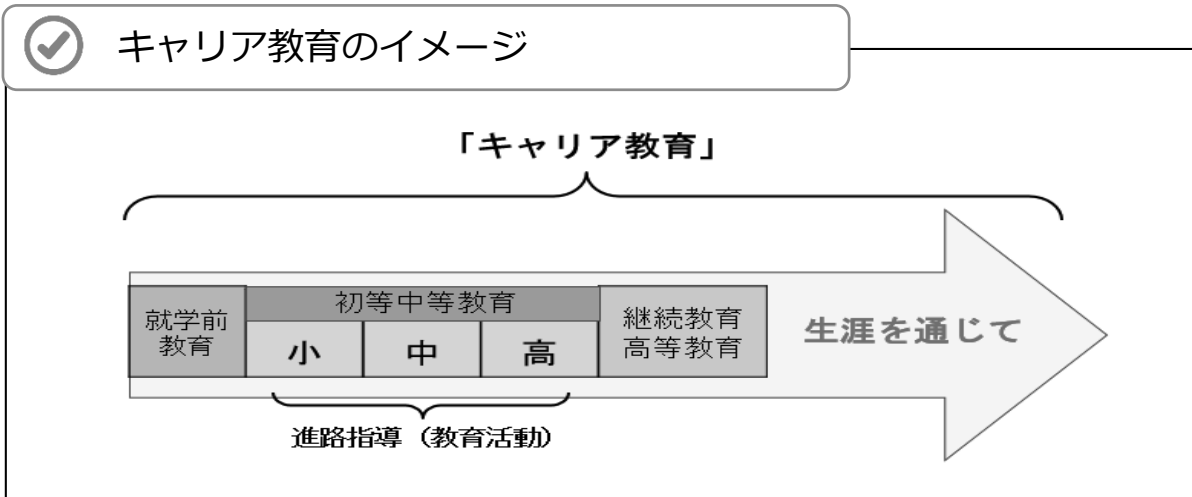 キャリア教育のイメージ
「キャリア教育」
就学前
教育
初等中等教育
小
中
高
継続教育
高等教育
生涯を通じて
進路指導（教育活動）